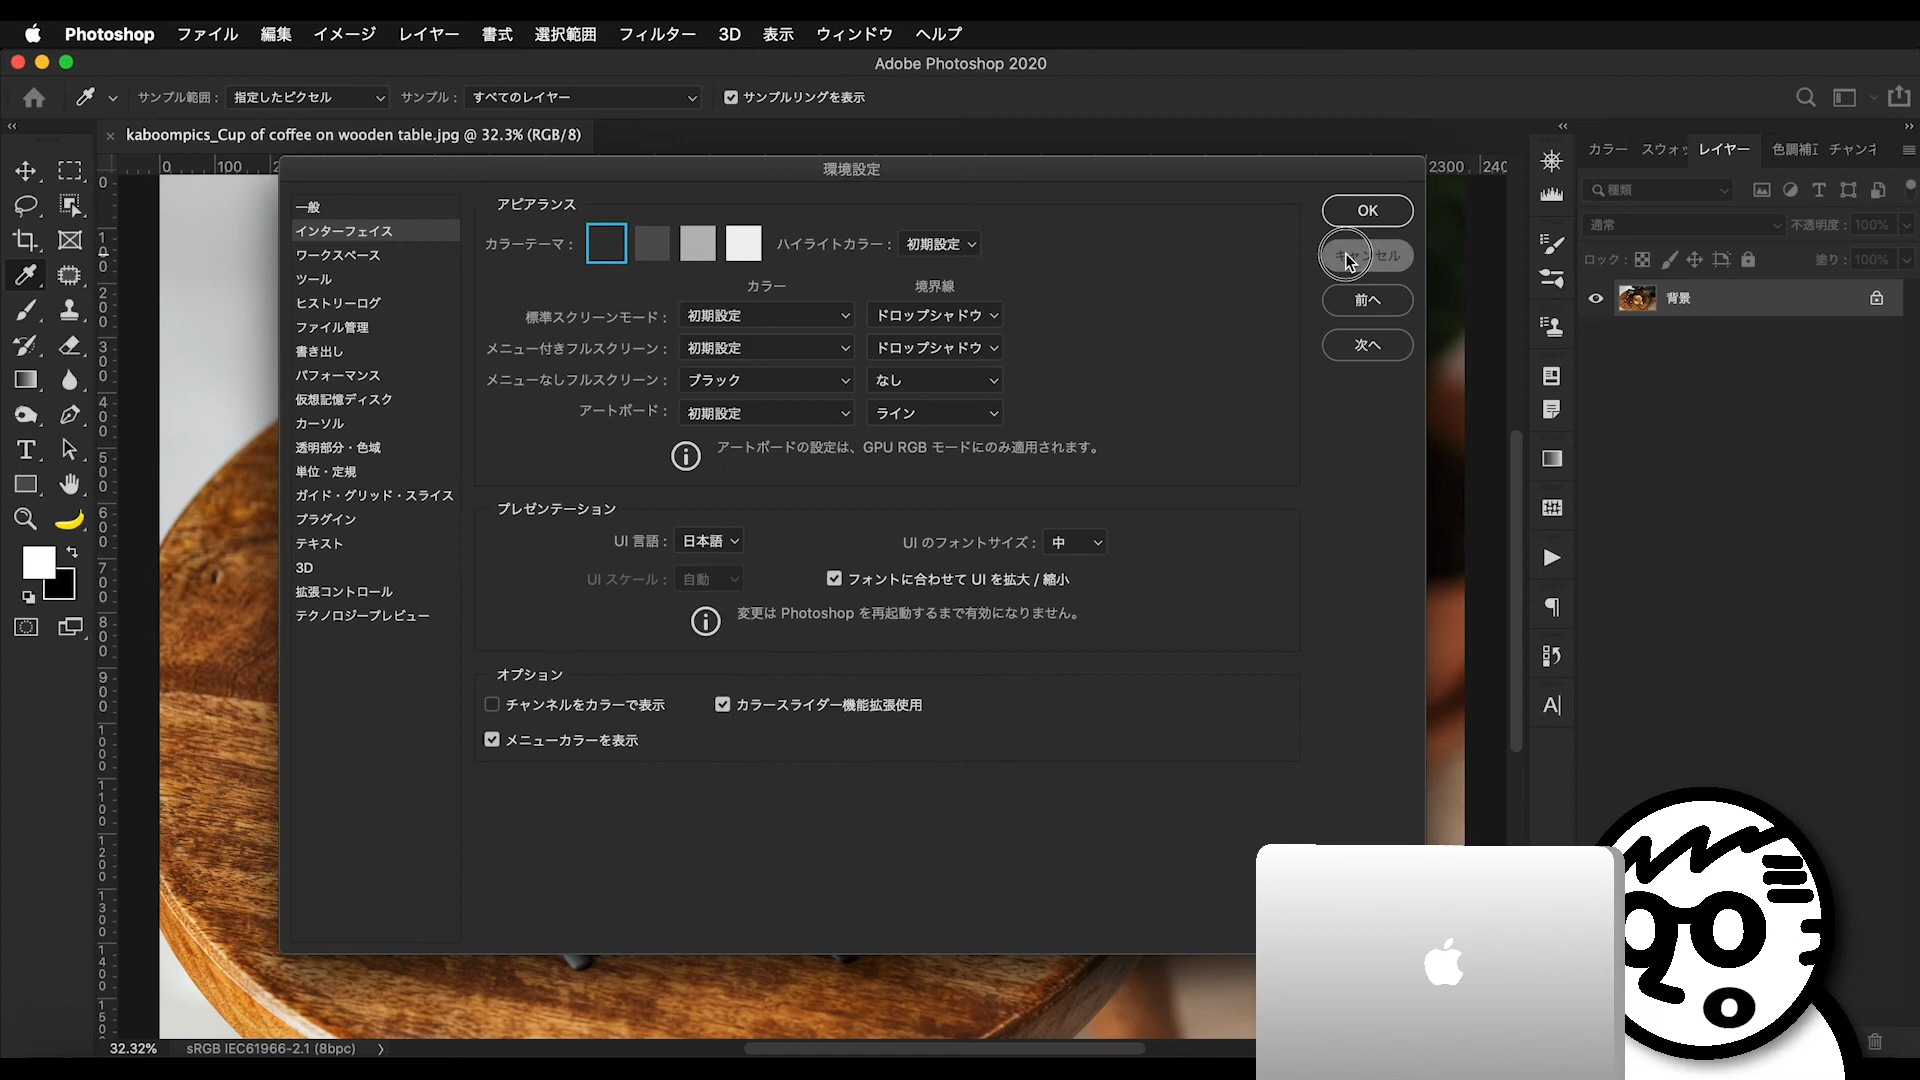 Photoshop ファイル 編集 イメージ レイヤー 書式 選択範囲 フィルター 3D 表示 ウィンドウ ヘルプ
Adobe Photoshop 2020
サンプル範囲： 指定したピクセル サンプル： すべてのレイヤー サンプルリングを表示
kaboompics_Cup of coffee on wooden table.jpg @ 32.3% (RGB/8)
カラー スウォッ レイヤー 色調補正 チャンネ
0 100 2 2300 240
環境設定
一般
インターフェイス
ワークスペース
ツール
ヒストリーログ
ファイル管理
書き出し
パフォーマンス
仮想記憶ディスク
カーソル
透明部分・色域
単位・定規
ガイド・グリッド・スライス
プラグイン
テキスト
3D
拡張コントロール
テクノロジープレビュー
アピアランス
カラーテーマ： ハイライトカラー： 初期設定
カラー 境界線
標準スクリーンモード： 初期設定 ドロップシャドウ
メニュー付きフルスクリーン： 初期設定 ドロップシャドウ
メニューなしフルスクリーン： ブラック なし
アートボード： 初期設定 ライン
アートボードの設定は、GPU RGB モードにのみ適用されます。
プレゼンテーション
UI 言語： 日本語 UI のフォントサイズ： 中
UI スケール： 自動 フォントに合わせて UI を拡大 / 縮小
変更は Photoshop を再起動するまで有効になりません。
オプション
チャンネルをカラーで表示 カラースライダー機能拡張使用
メニューカラーを表示
OK
キャンセル
前へ
次へ
種類
通常 不透明度： 100%
ロック： 塗り： 100%
背景
32.32% sRGB IEC61966-2.1 (8bpc)